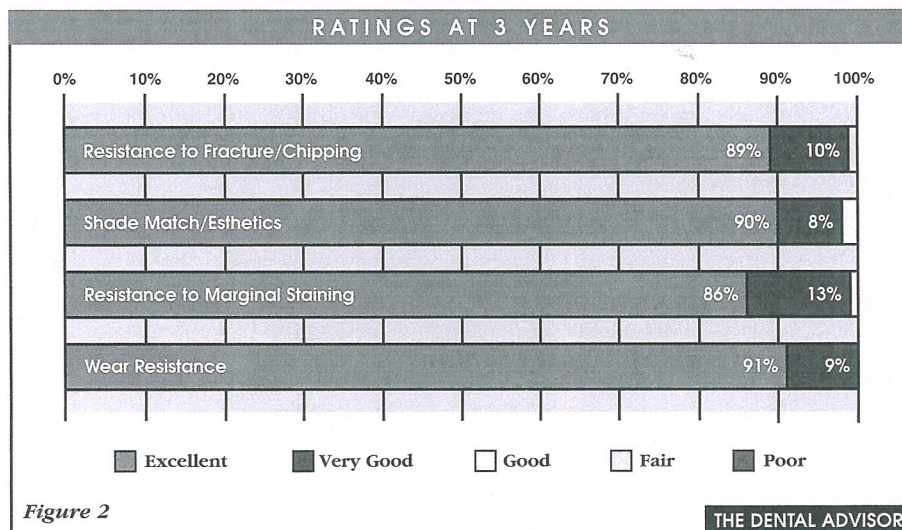 RATINGS AT 3 YEARS
0% 10% 20% 30% 40% 50% 60% 70% 80% 90% 100%
Resistance to Fracture/Chipping 89% 10%
Shade Match/Esthetics 90% 8%
Resistance to Marginal Staining 86% 13%
Wear Resistance 91% 9%
Excellent Very Good Good Fair Poor
Figure 2
THE DENTAL ADVISOR